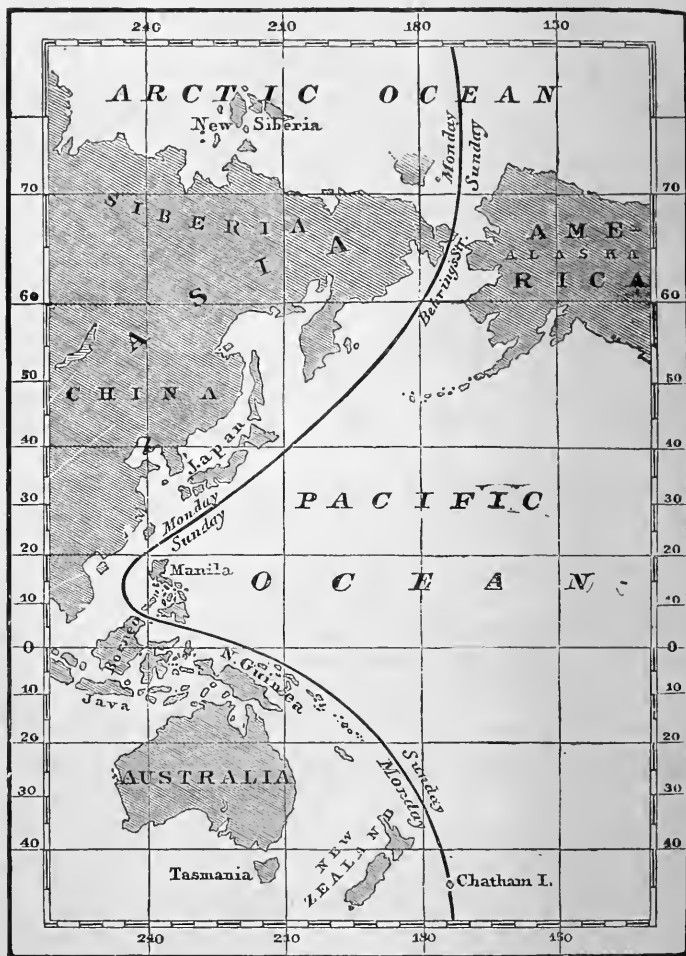 240 210 180 150
ARCTIC OCEAN
New Siberia
Monday
Sunday
70 70
SIBERIA
AMERICA
ALASKA
ASIA
Behring's Str.
60 60
50 50
CHINA
Japan
40 40
30 30
PACIFIC
Monday
Sunday
20 20
Manila
OCEAN
10 10
Borneo
0 0
N. Guinea
10 10
Java
20 20
Sunday
Monday
AUSTRALIA
30 30
NEW
ZEALAND
40 40
Tasmania
Chatham I.
240 210 180 150